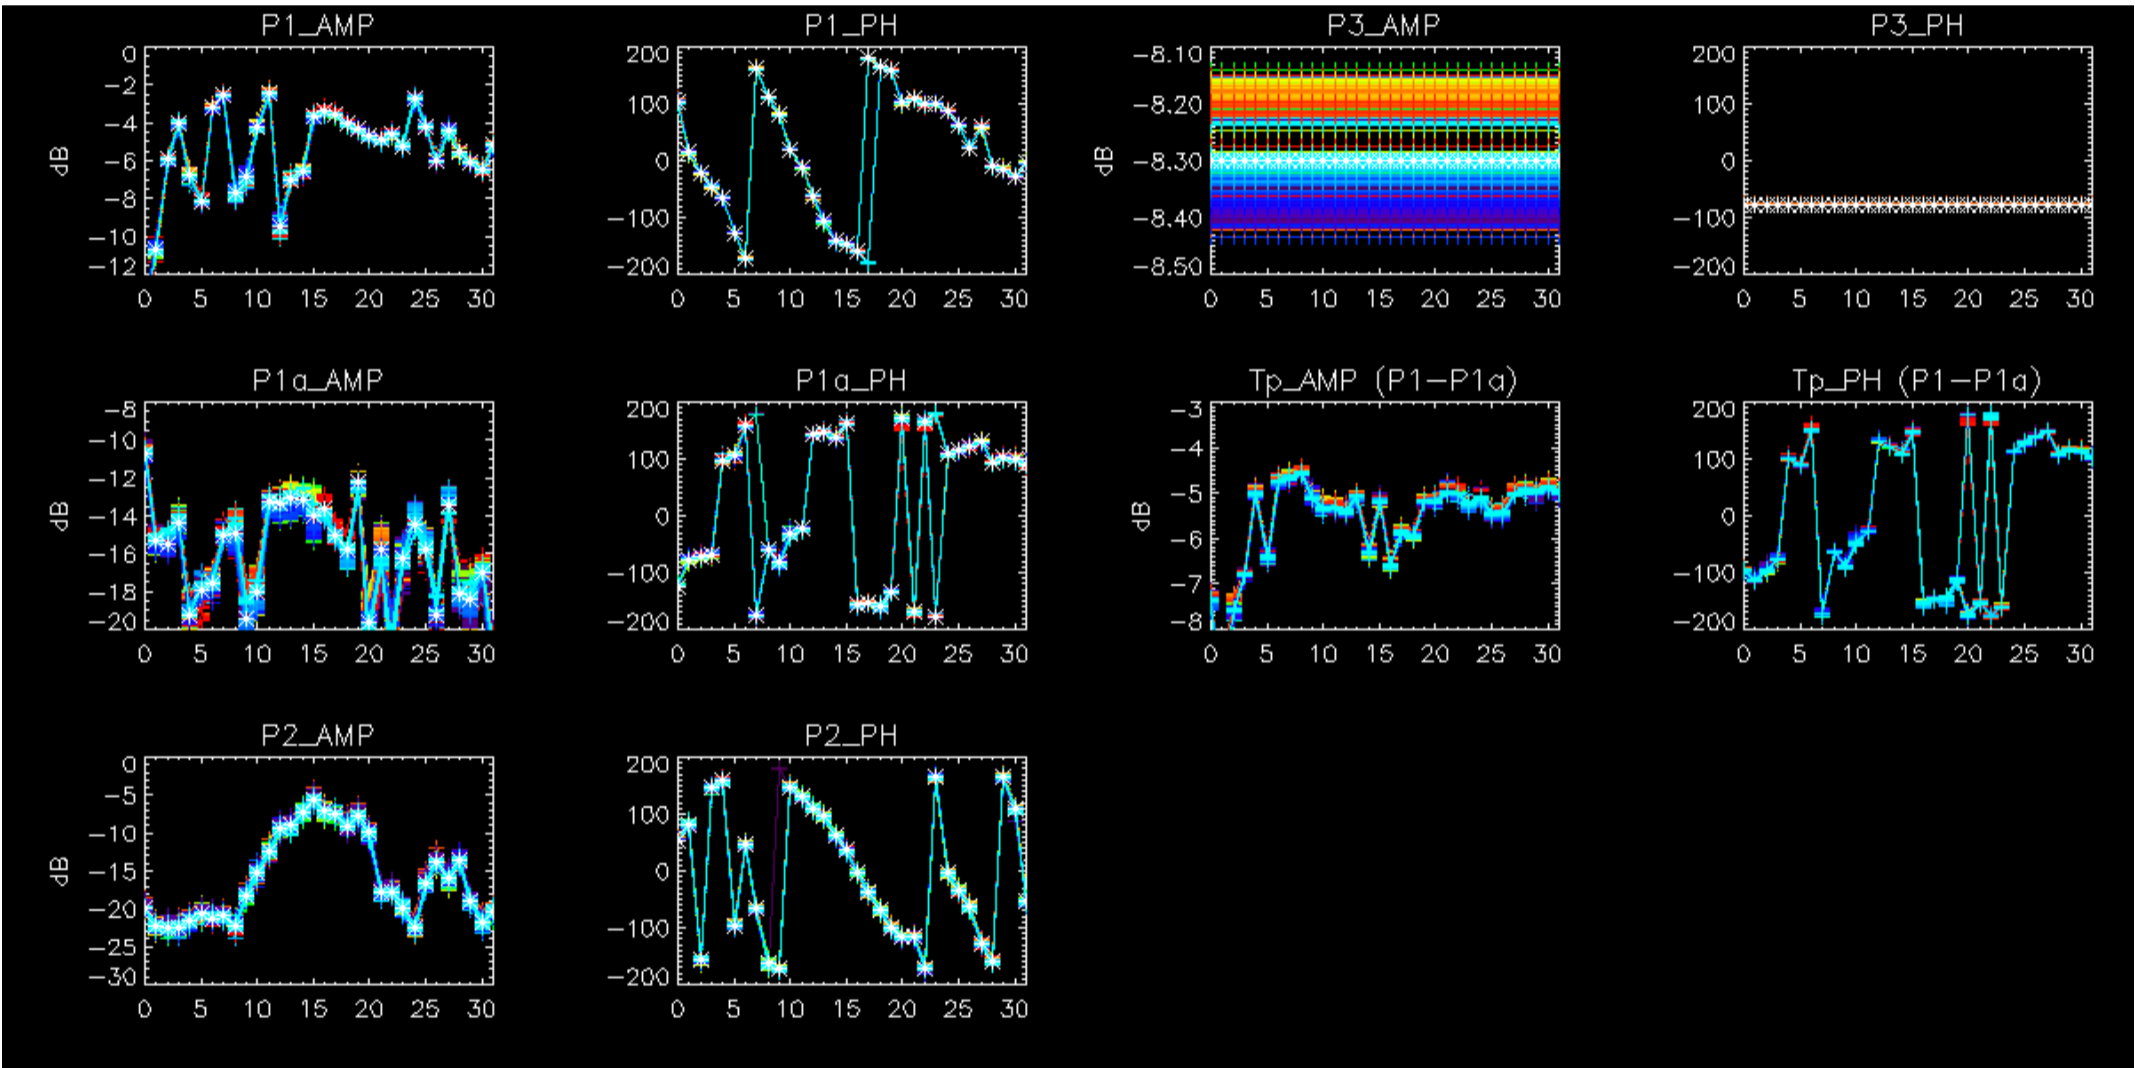 P1_AMP
dB
0
−2
−4
−6
−8
−10
−12
0 5 10 15 20 25 30
P1_PH
200
100
0
−100
−200
0 5 10 15 20 25 30
P3_AMP
dB
−8.10
−8.20
−8.30
−8.40
−8.50
0 5 10 15 20 25 30
P3_PH
200
100
0
−100
−200
0 5 10 15 20 25 30
P1a_AMP
dB
−8
−10
−12
−14
−16
−18
−20
0 5 10 15 20 25 30
P1a_PH
200
100
0
−100
−200
0 5 10 15 20 25 30
Tp_AMP (P1−P1a)
dB
−3
−4
−5
−6
−7
−8
0 5 10 15 20 25 30
Tp_PH (P1−P1a)
200
100
0
−100
−200
0 5 10 15 20 25 30
P2_AMP
dB
0
−5
−10
−15
−20
−25
−30
0 5 10 15 20 25 30
P2_PH
200
100
0
−100
−200
0 5 10 15 20 25 30